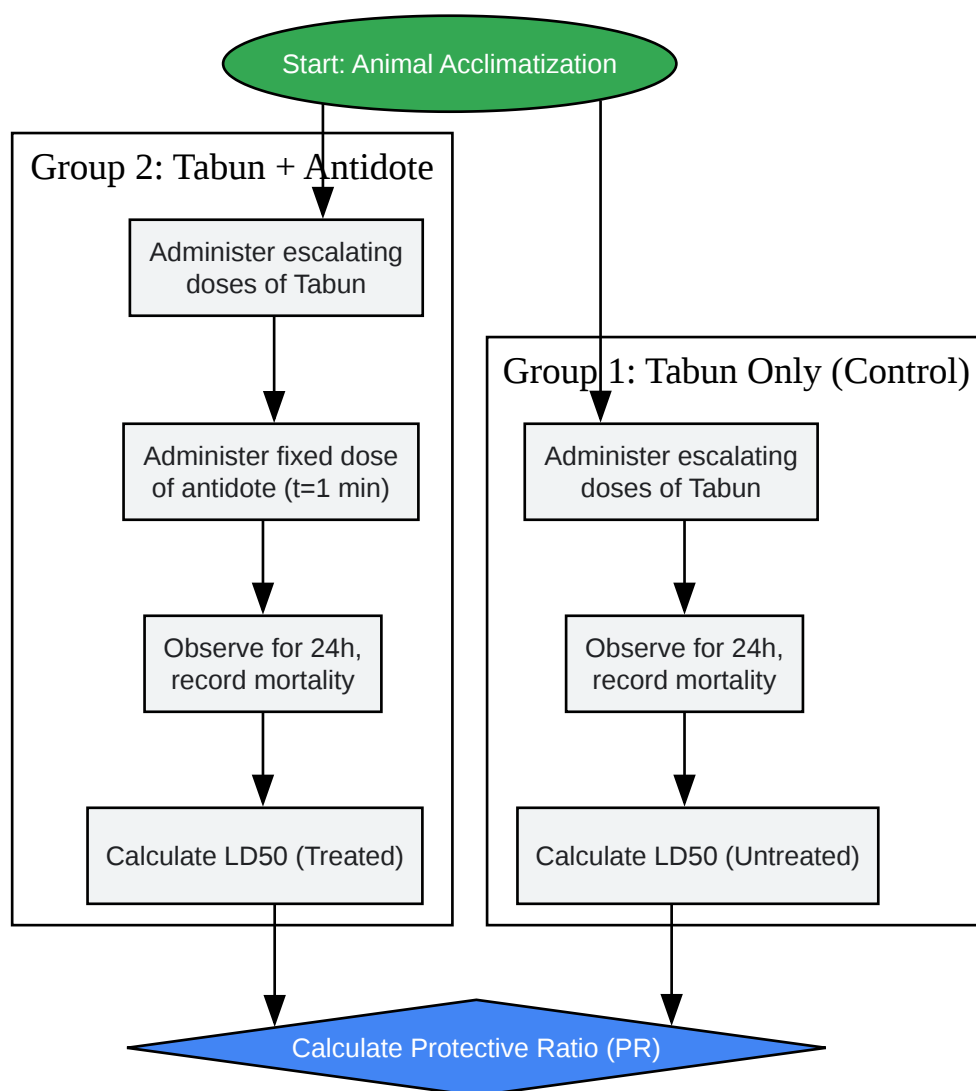 Start: Animal Acclimatization
Group 2: Tabun + Antidote
Administer escalating
doses of Tabun
Administer fixed dose
of antidote (t=1 min)
Observe for 24h,
record mortality
Calculate LD50 (Treated)
Group 1: Tabun Only (Control)
Administer escalating
doses of Tabun
Observe for 24h,
record mortality
Calculate LD50 (Untreated)
Calculate Protective Ratio (PR)